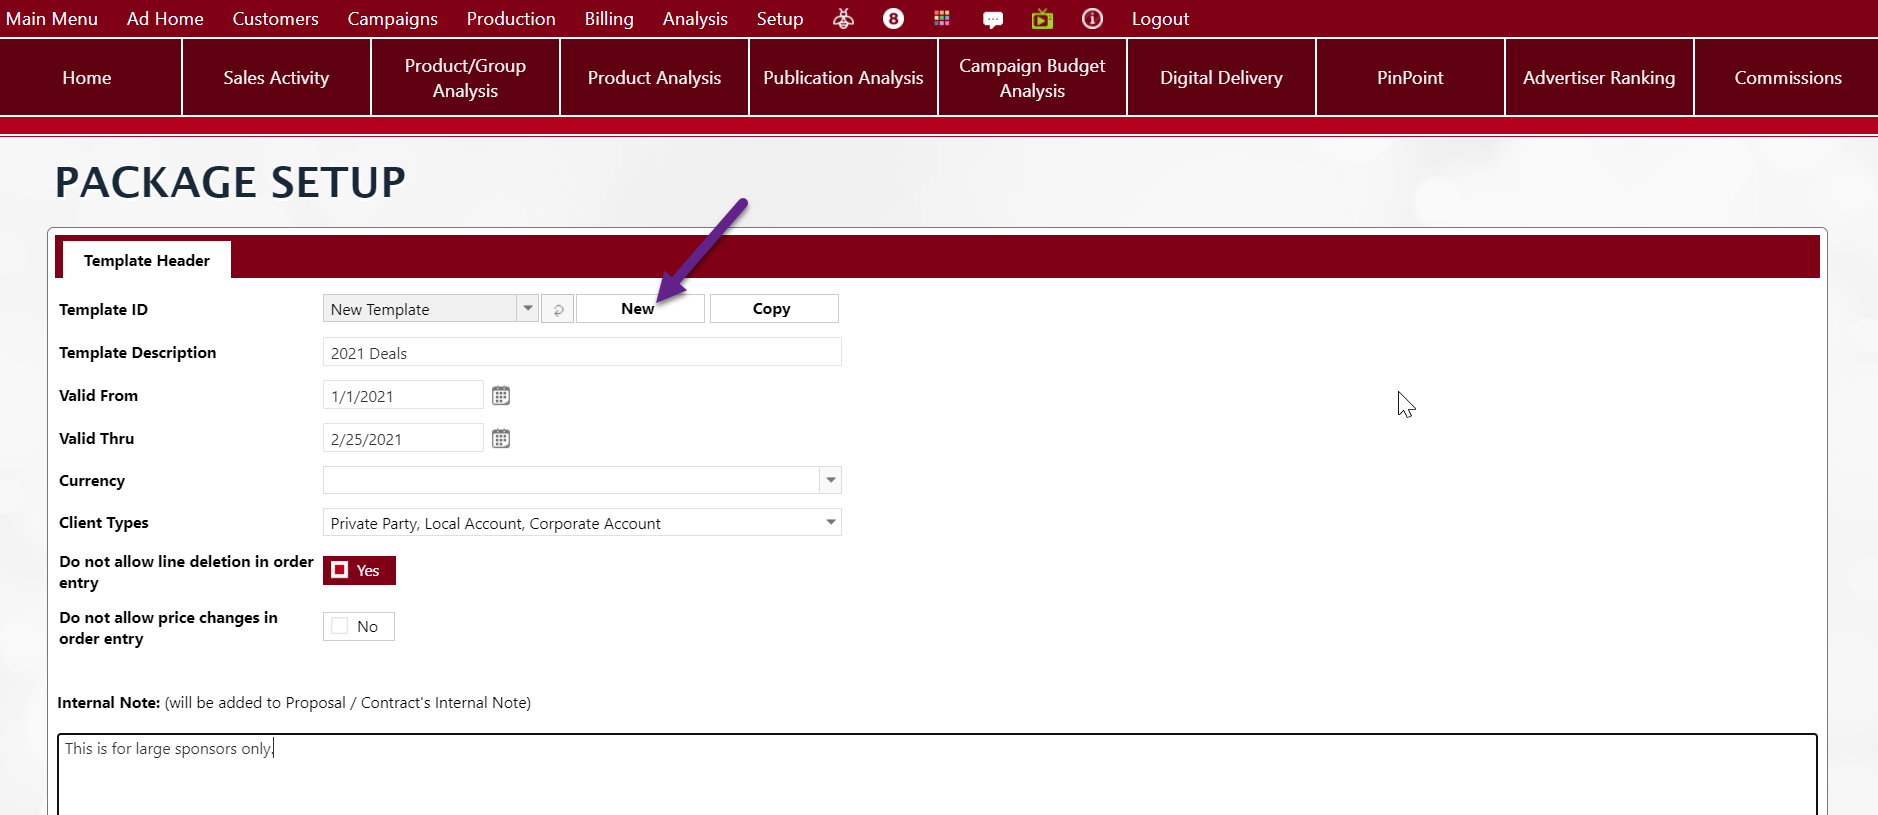 Main Menu Ad Home Customers Campaigns Production Billing Analysis Setup 8 Logout
Home Sales Activity Product/Group Analysis Product Analysis Publication Analysis Campaign Budget Analysis Digital Delivery PinPoint Advertiser Ranking Commissions
PACKAGE SETUP
Template Header
Template ID New Template New Copy
Template Description 2021 Deals
Valid From 1/1/2021
Valid Thru 2/25/2021
Currency
Client Types Private Party, Local Account, Corporate Account
Do not allow line deletion in order
entry
Yes
Do not allow price changes in
order entry
No
Internal Note: (will be added to Proposal / Contract's Internal Note)
This is for large sponsors only.